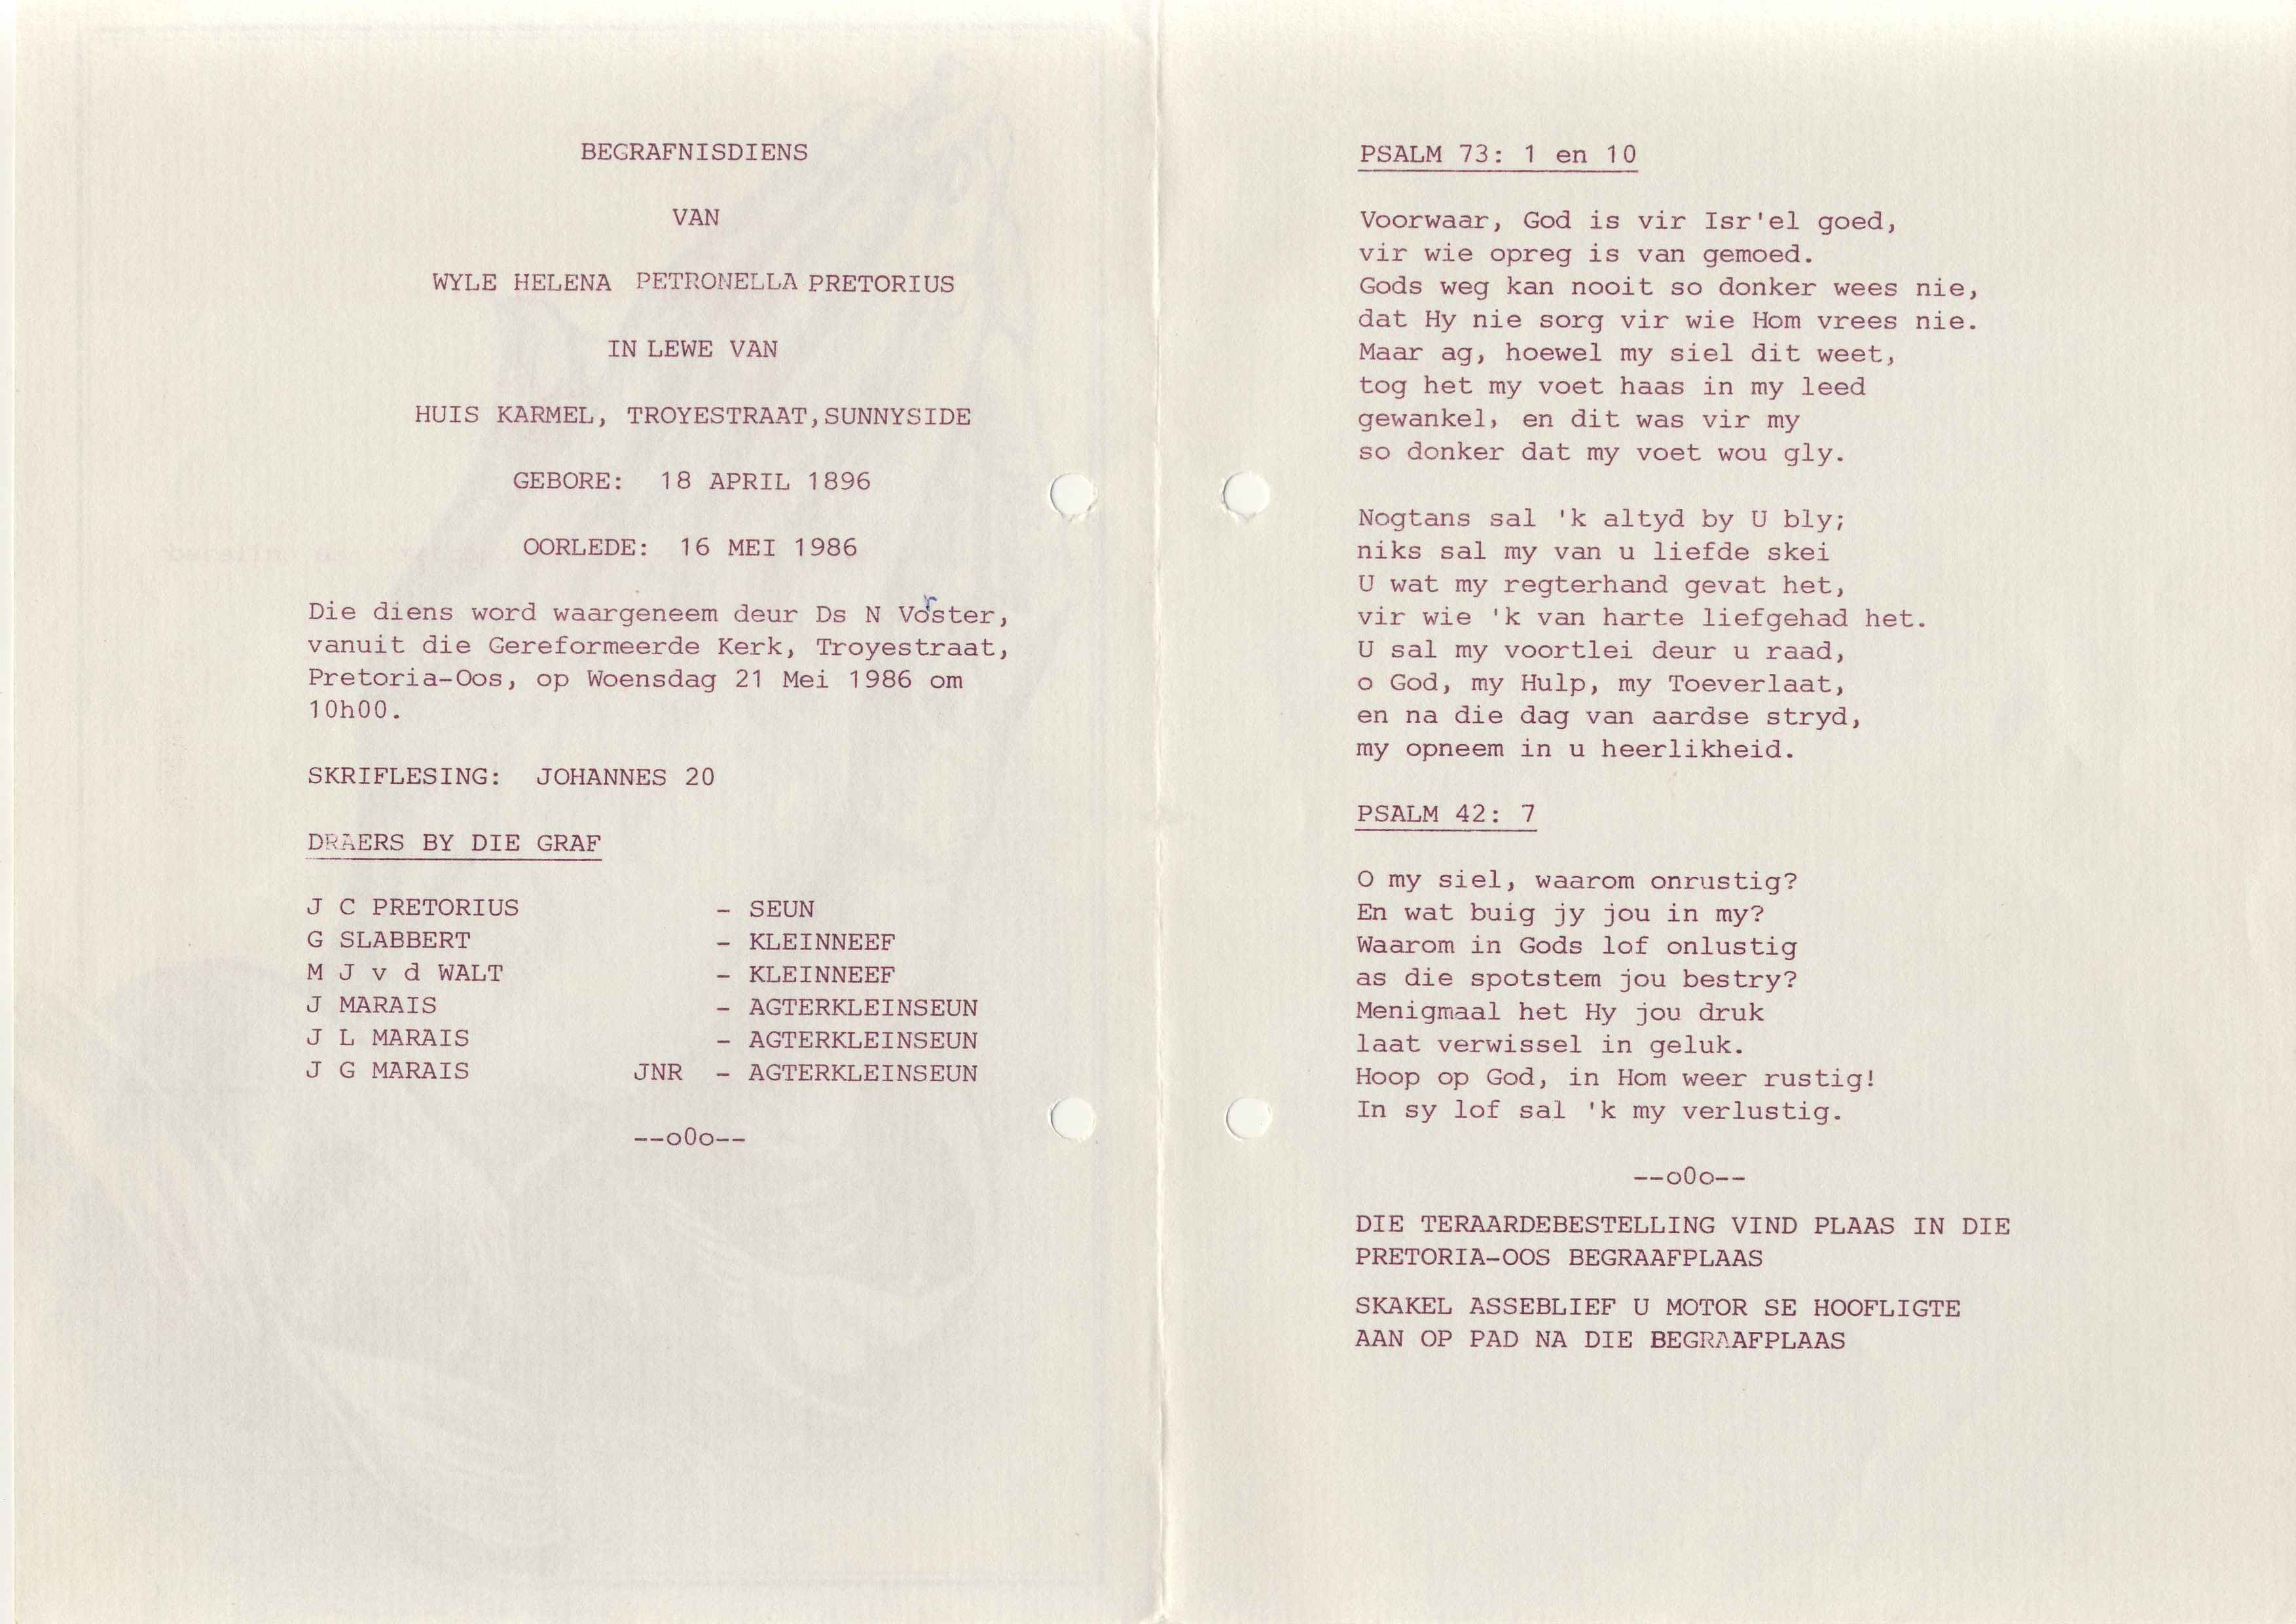 BEGRAFNISDIENS
VAN
WYLE HELENA PETRONELLA PRETORIUS
IN LEWE VAN
HUIS KARMEL, TROYESTRAAT, SUNNYSIDE
GEBORE: 18 APRIL 1896
OORLEDE: 16 MEI 1986
Die diens word waargeneem deur Ds N Vorster,
vanuit die Gereformeerde Kerk, Troyestraat,
Pretoria-Oos, op Woensdag 21 Mei 1986 om
10h00.
SKRIFLESING: JOHANNES 20
DRAERS BY DIE GRAF
J C PRETORIUS - SEUN
G SLABBERT - KLEINNEEF
M J v d WALT - KLEINNEEF
J MARAIS - AGTERKLEINSEUN
J L MARAIS - AGTERKLEINSEUN
J G MARAIS JNR - AGTERKLEINSEUN
--o0o--
PSALM 73: 1 en 10
Voorwaar, God is vir Isr'el goed,
vir wie opreg is van gemoed.
Gods weg kan nooit so donker wees nie,
dat Hy nie sorg vir wie Hom vrees nie.
Maar ag, hoewel my siel dit weet,
tog het my voet haas in my leed
gewankel, en dit was vir my
so donker dat my voet wou gly.
Nogtans sal 'k altyd by U bly;
niks sal my van u liefde skei
U wat my regterhand gevat het,
vir wie 'k van harte liefgehad het.
U sal my voortlei deur u raad,
o God, my Hulp, my Toeverlaat,
en na die dag van aardse stryd,
my opneem in u heerlikheid.
PSALM 42: 7
O my siel, waarom onrustig?
En wat buig jy jou in my?
Waarom in Gods lof onlustig
as die spotstem jou bestry?
Menigmaal het Hy jou druk
laat verwissel in geluk.
Hoop op God, in Hom weer rustig!
In sy lof sal 'k my verlustig.
--o0o--
DIE TERAARDEBESTELLING VIND PLAAS IN DIE
PRETORIA-OOS BEGRAAFPLAAS
SKAKEL ASSEBLIEF U MOTOR SE HOOFLIGTE
AAN OP PAD NA DIE BEGRAAFPLAAS